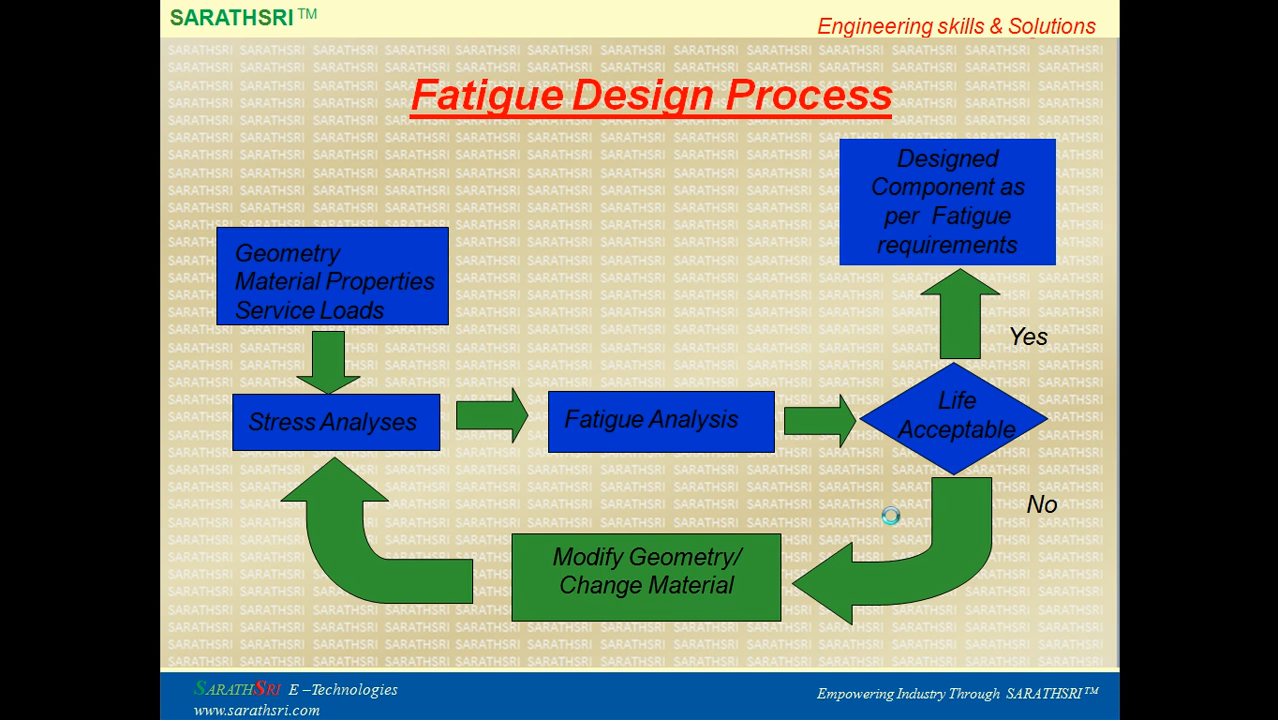 SARATHSRI™
Engineering skills & Solutions
Fatigue Design Process
Designed
Component as
per Fatigue
requirements
Geometry
Material Properties
Service Loads
Yes
Stress Analyses
Fatigue Analysis
Life
Acceptable
No
Modify Geometry/
Change Material
SARATHSRI E –Technologies
www.sarathsri.com
Empowering Industry Through SARATHSRI™